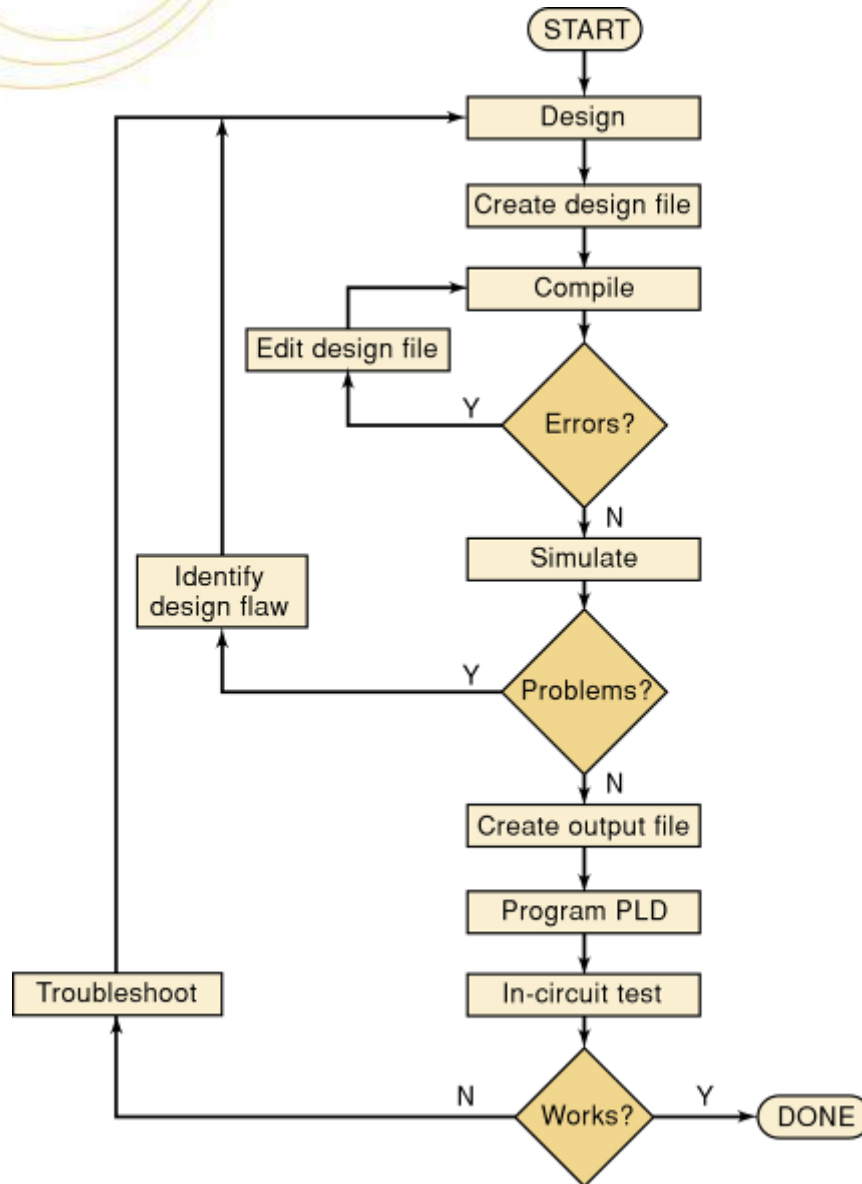 START
Design
Create design file
Compile
Edit design file
Y
Errors?
N
Simulate
Identify
design flaw
Y
Problems?
N
Create output file
Program PLD
Troubleshoot
In-circuit test
N
Works?
Y
DONE